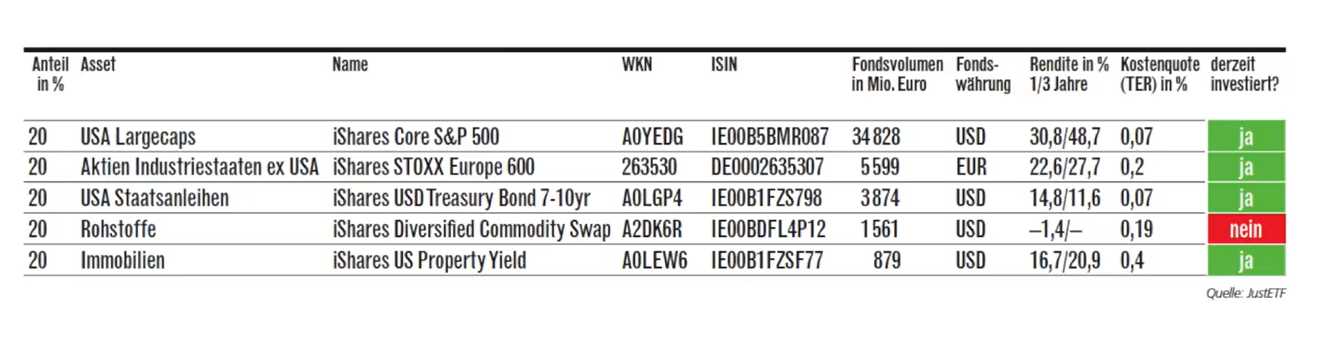 Anteil in % Asset Name WKN ISIN Fondsvolumen in Mio. Euro Fonds-währung Rendite in % 1/3 Jahre Kostenquote (TER) in % derzeit investiert?
20 USA Largecaps iShares Core S&P 500 A0YEDG IE00B5BMR087 34 828 USD 30,8/48,7 0,07 ja
20 Aktien Industriestaaten ex USA iShares STOXX Europe 600 263530 DE0002635307 5 599 EUR 22,6/27,7 0,2 ja
20 USA Staatsanleihen iShares USD Treasury Bond 7-10yr A0LGP4 IE00B1FZS798 3 874 USD 14,8/11,6 0,07 ja
20 Rohstoffe iShares Diversified Commodity Swap A2DK6R IE00BDFL4P12 1 561 USD –1,4/– 0,19 nein
20 Immobilien iShares US Property Yield A0LEW6 IE00B1FZSF77 879 USD 16,7/20,9 0,4 ja
Quelle: JustETF